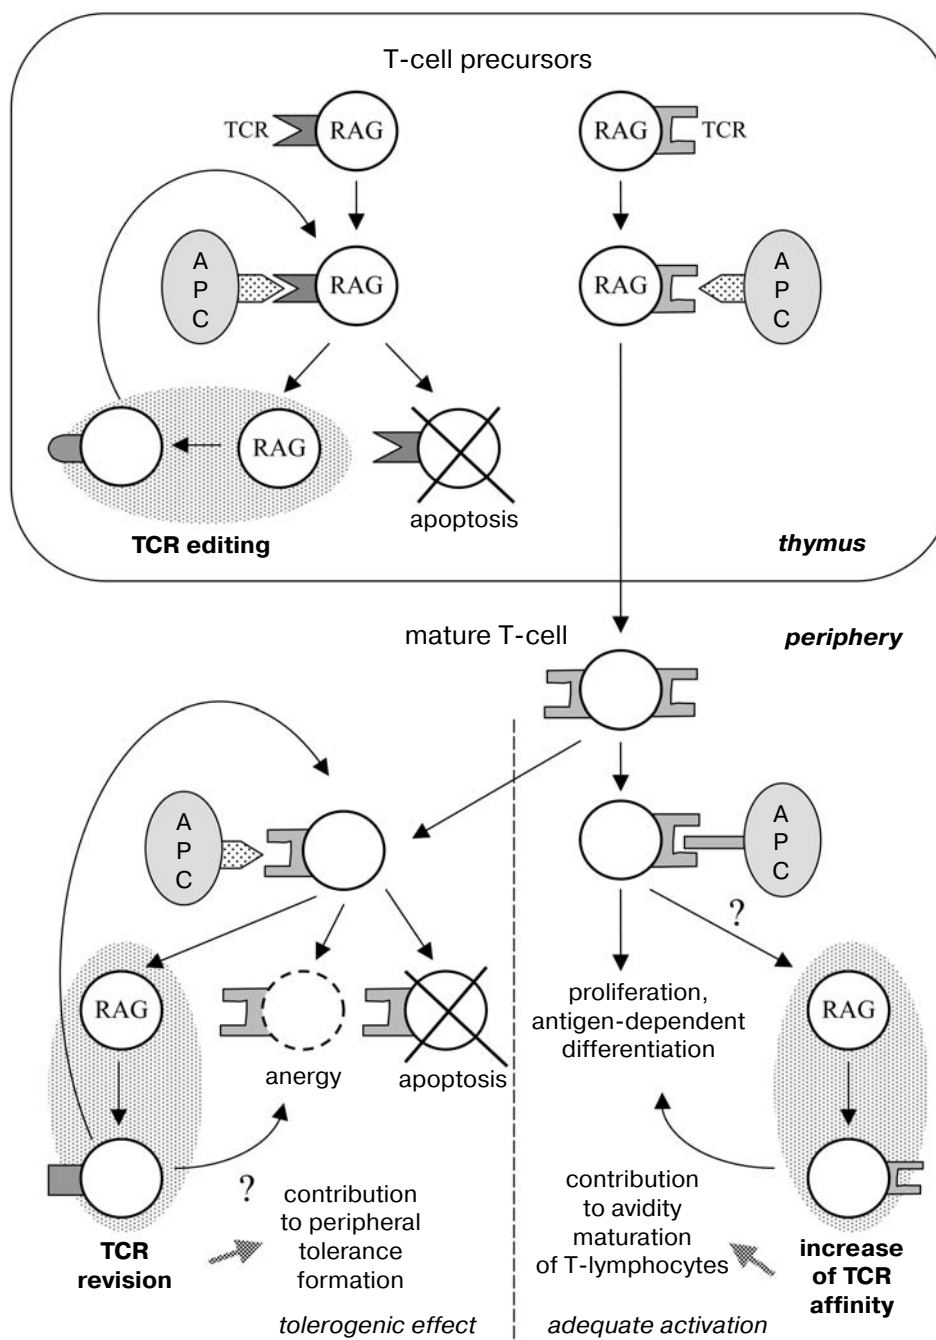 T-cell precursors
TCR
RAG
RAG
TCR
A
P
C
RAG
RAG
A
P
C
RAG
apoptosis
TCR editing
thymus
mature T-cell
periphery
A
P
C
A
P
C
?
RAG
anergy
apoptosis
proliferation,
antigen-dependent
differentiation
RAG
?
contribution
to peripheral
tolerance
formation
TCR
revision
contribution
to avidity
maturation
of T-lymphocytes
increase
of TCR
affinity
tolerogenic effect
adequate activation